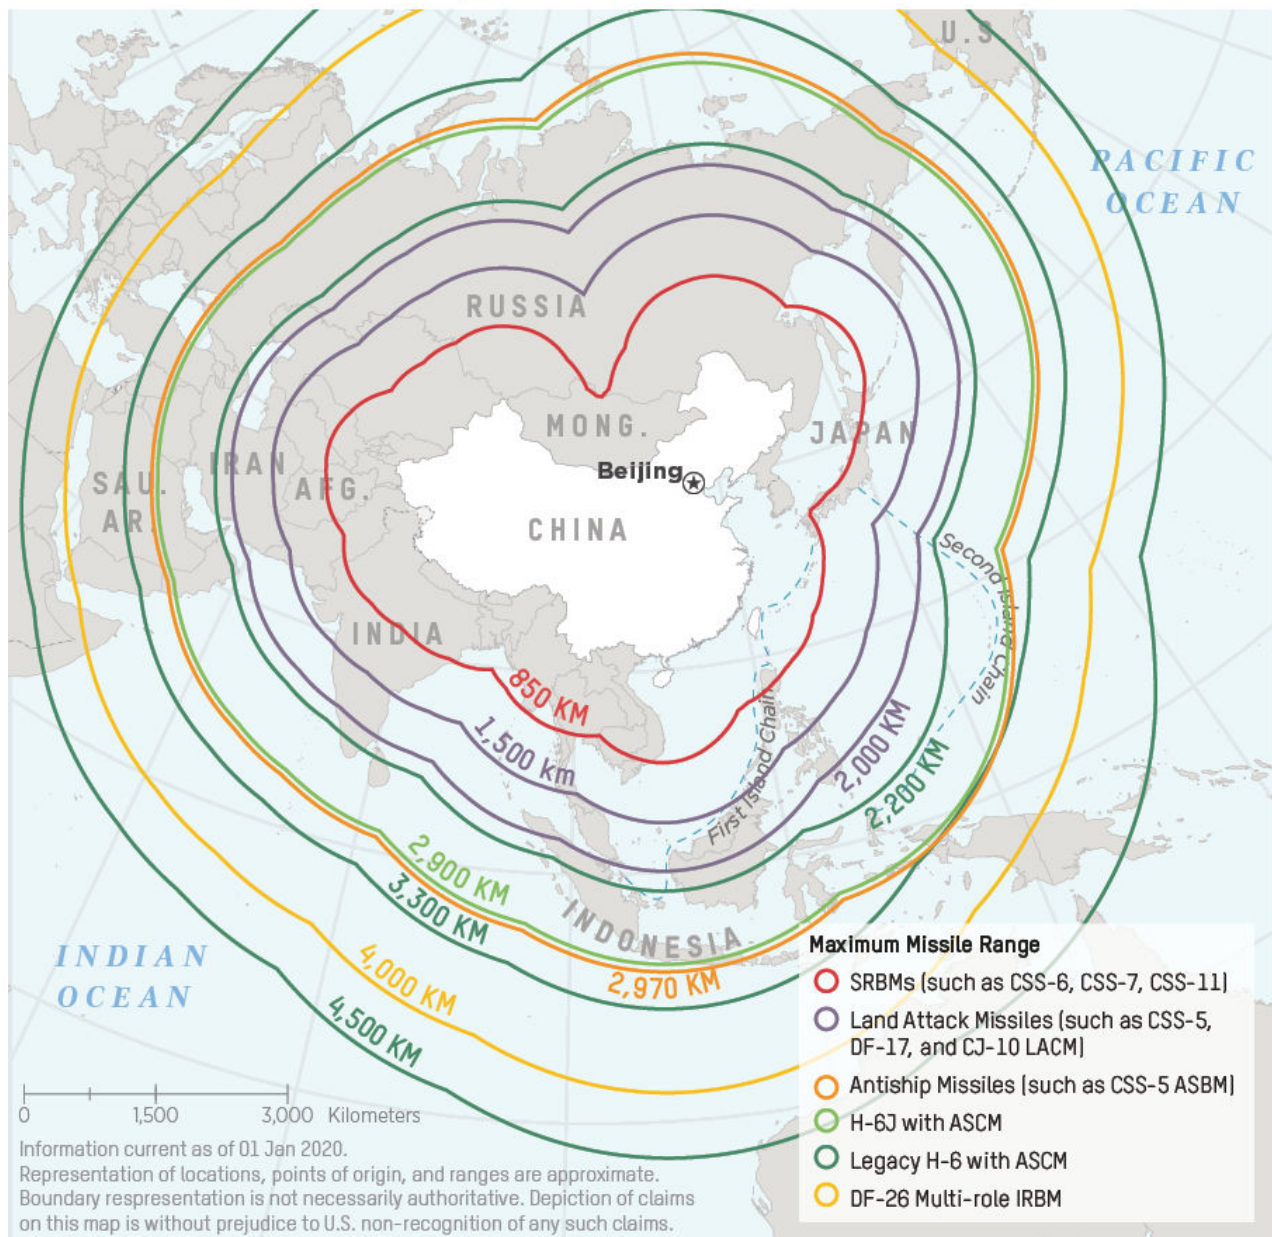 U.S
PACIFIC
OCEAN
RUSSIA
MONG.
JAPAN
Beijing
IRAN
AFG.
SAU.
AR.
CHINA
Second Island Chain
INDIA
850 KM
First Island Chain
1,500 km
2,000 KM
2,200 KM
2,900 KM
3,300 KM
INDONESIA
2,970 KM
4,000 KM
4,500 KM
INDIAN
OCEAN
Maximum Missile Range
SRBMs (such as CSS-6, CSS-7, CSS-11)
Land Attack Missiles (such as CSS-5,
DF-17, and CJ-10 LACM)
Antiship Missiles (such as CSS-5 ASBM)
H-6J with ASCM
Legacy H-6 with ASCM
DF-26 Multi-role IRBM
0 1,500 3,000 Kilometers
Information current as of 01 Jan 2020.
Representation of locations, points of origin, and ranges are approximate.
Boundary respresentation is not necessarily authoritative. Depiction of claims
on this map is without prejudice to U.S. non-recognition of any such claims.